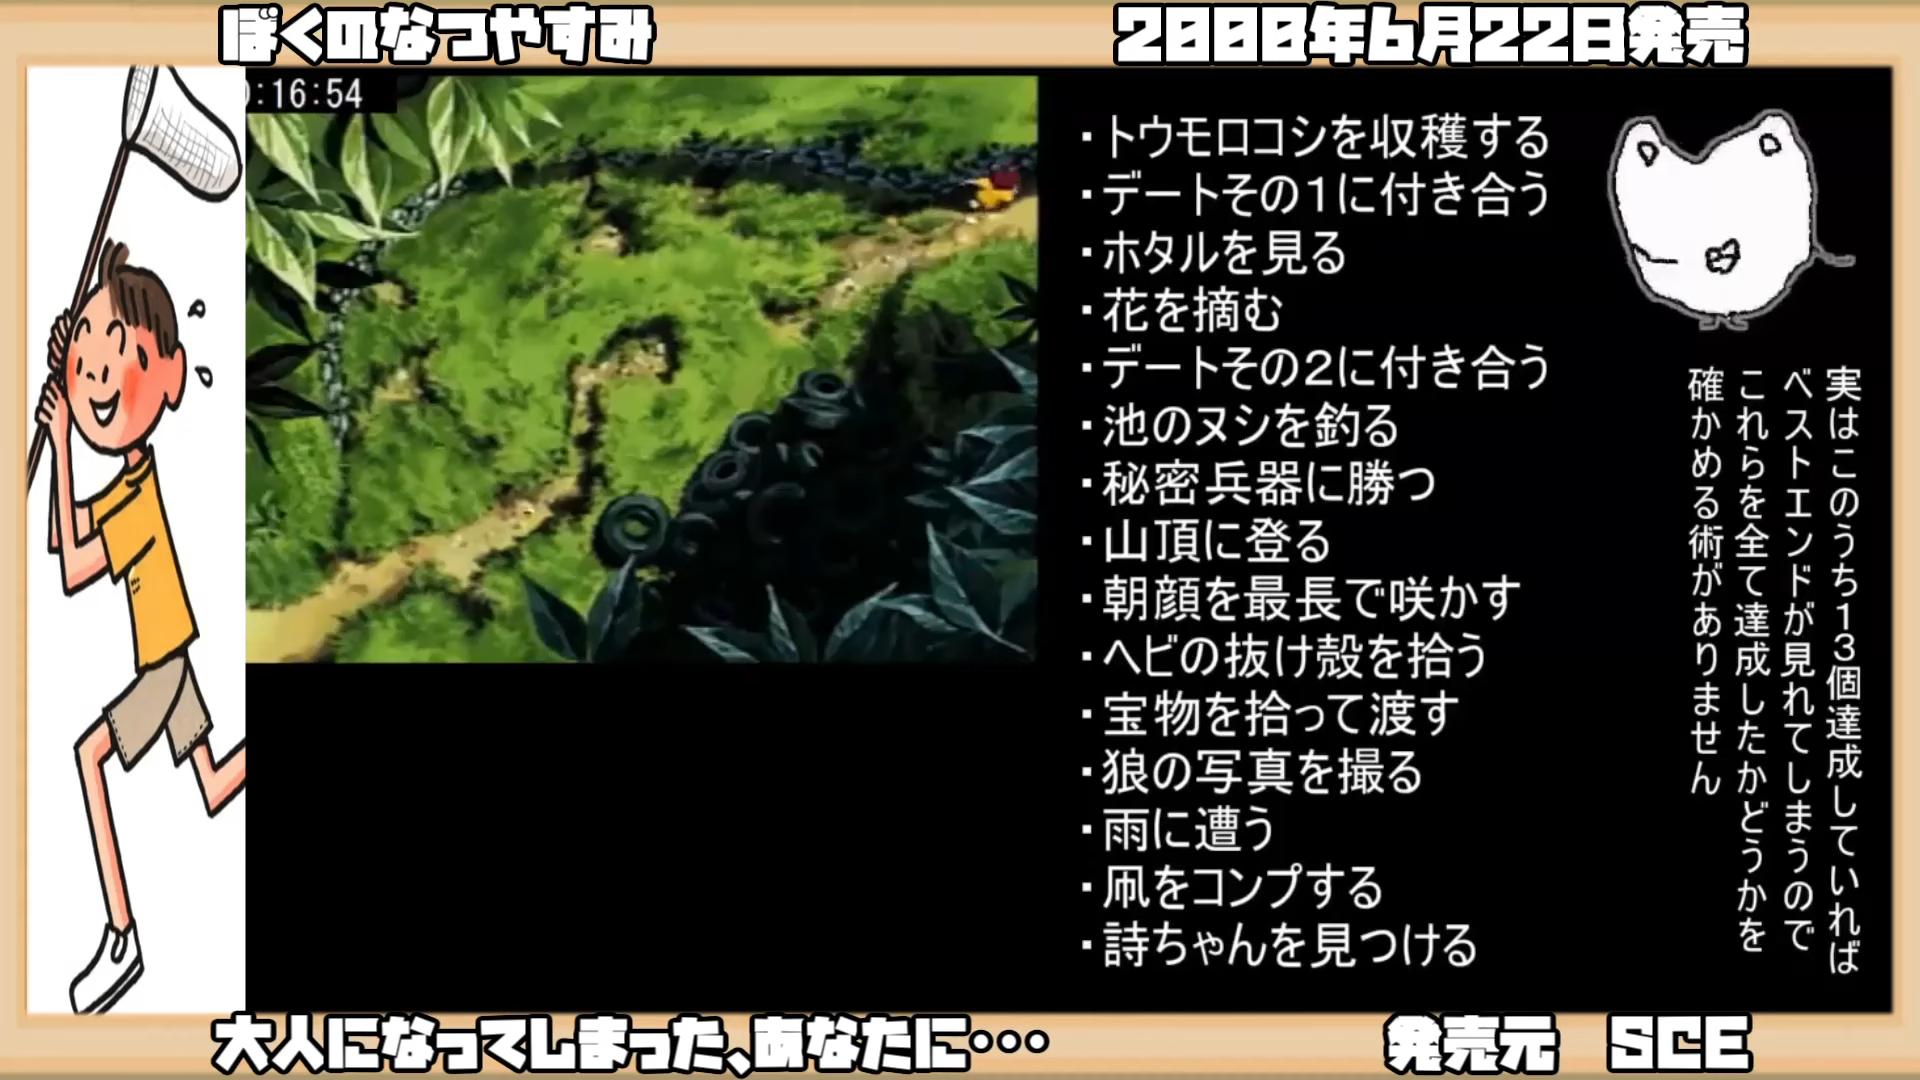 ぼくのなつやすみ
2000年6月22日発売
0:16:54
・トウモロコシを収穫する
・デートその1に付き合う
・ホタルを見る
・花を摘む
・デートその2に付き合う
・池のヌシを釣る
・秘密兵器に勝つ
・山頂に登る
・朝顔を最長で咲かす
・ヘビの抜け殻を拾う
・宝物を拾って渡す
・狼の写真を撮る
・雨に遭う
・凧をコンプする
・詩ちゃんを見つける
実はこのうち13個達成していれば
ベストエンドが見れてしまうので
これらを全て達成したかどうかを
確かめる術がありません
大人になってしまった、あなたに・・・
発売元 SCE